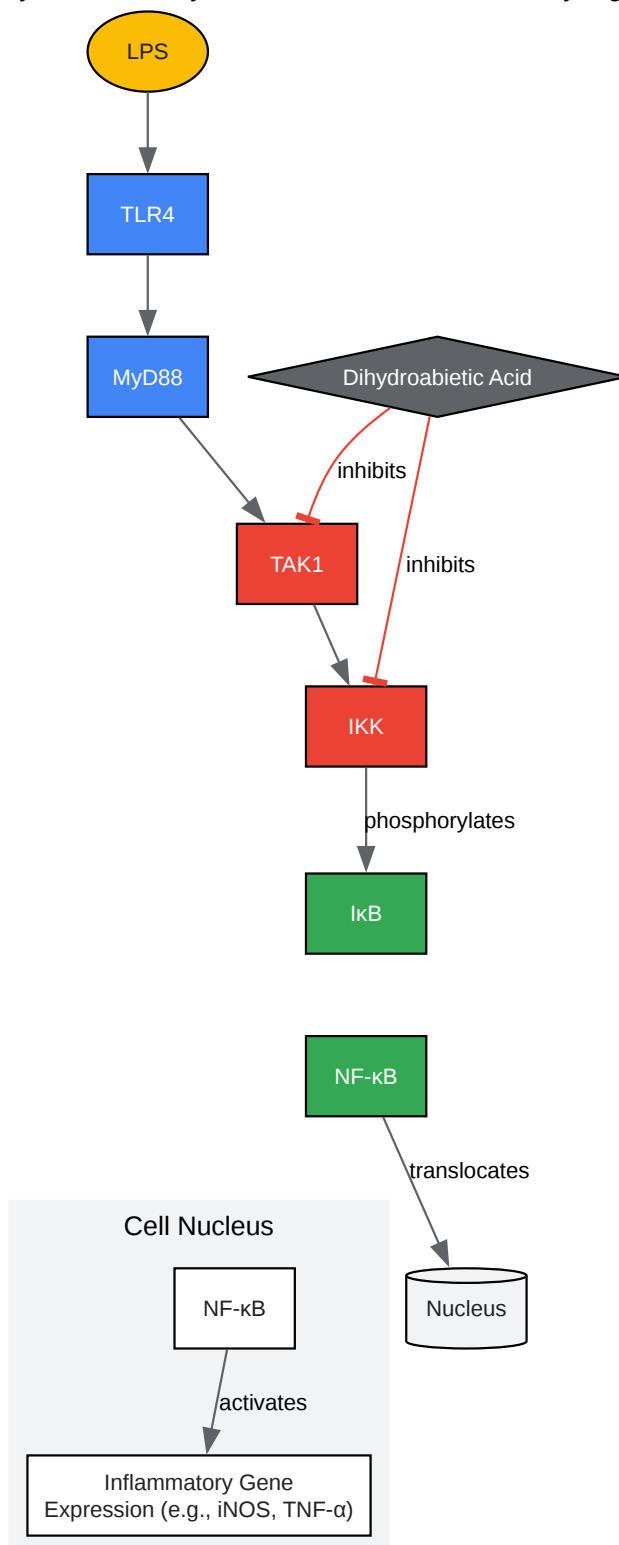 LPS
TLR4
MyD88
Dihydroabietic Acid
inhibits
TAK1
inhibits
IKK
phosphorylates
IκB
NF-κB
translocates
Cell Nucleus
NF-κB
Nucleus
activates
Inflammatory Gene
Expression (e.g., iNOS, TNF-α)